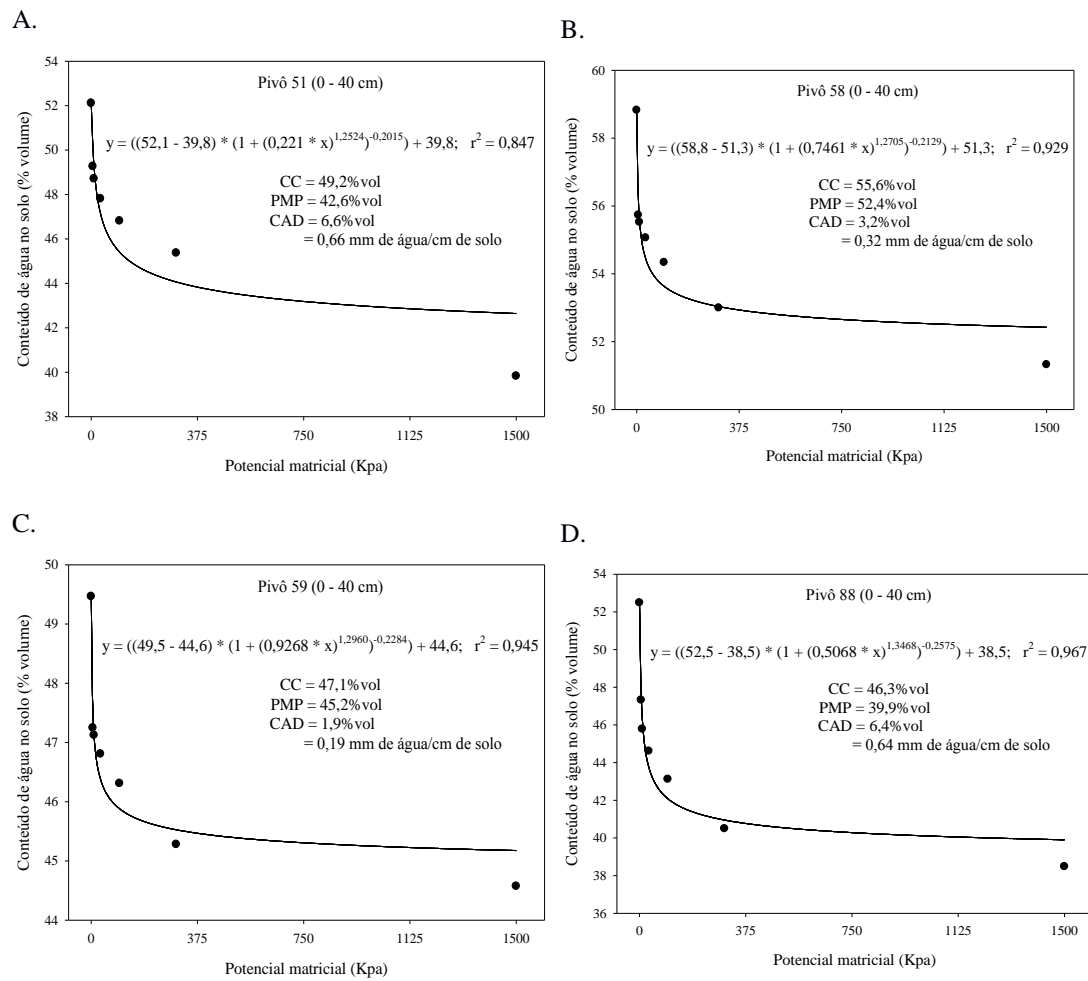 A.
Pivô 51 (0 - 40 cm)
y = ((52,1 - 39,8) * (1 + (0,221 * x)^1,2524)^-0,2015) + 39,8; r^2 = 0,847
CC = 49,2%vol
PMP = 42,6%vol
CAD = 6,6%vol
= 0,66 mm de água/cm de solo
Conteúdo de água no solo (% volume)
54
52
50
48
46
44
42
40
38
0 375 750 1125 1500
Potencial matricial (Kpa)
B.
Pivô 58 (0 - 40 cm)
y = ((58,8 - 51,3) * (1 + (0,7461 * x)^1,2705)^-0,2129) + 51,3; r^2 = 0,929
CC = 55,6%vol
PMP = 52,4%vol
CAD = 3,2%vol
= 0,32 mm de água/cm de solo
Conteúdo de água no solo (% volume)
60
58
56
54
52
50
0 375 750 1125 1500
Potencial matricial (Kpa)
C.
Pivô 59 (0 - 40 cm)
y = ((49,5 - 44,6) * (1 + (0,9268 * x)^1,2960)^-0,2284) + 44,6; r^2 = 0,945
CC = 47,1%vol
PMP = 45,2%vol
CAD = 1,9%vol
= 0,19 mm de água/cm de solo
Conteúdo de água no solo (% volume)
50
49
48
47
46
45
44
0 375 750 1125 1500
Potencial matricial (Kpa)
D.
Pivô 88 (0 - 40 cm)
y = ((52,5 - 38,5) * (1 + (0,5068 * x)^1,3468)^-0,2575) + 38,5; r^2 = 0,967
CC = 46,3%vol
PMP = 39,9%vol
CAD = 6,4%vol
= 0,64 mm de água/cm de solo
Conteúdo de água no solo (% volume)
54
52
50
48
46
44
42
40
38
36
0 375 750 1125 1500
Potencial matricial (Kpa)